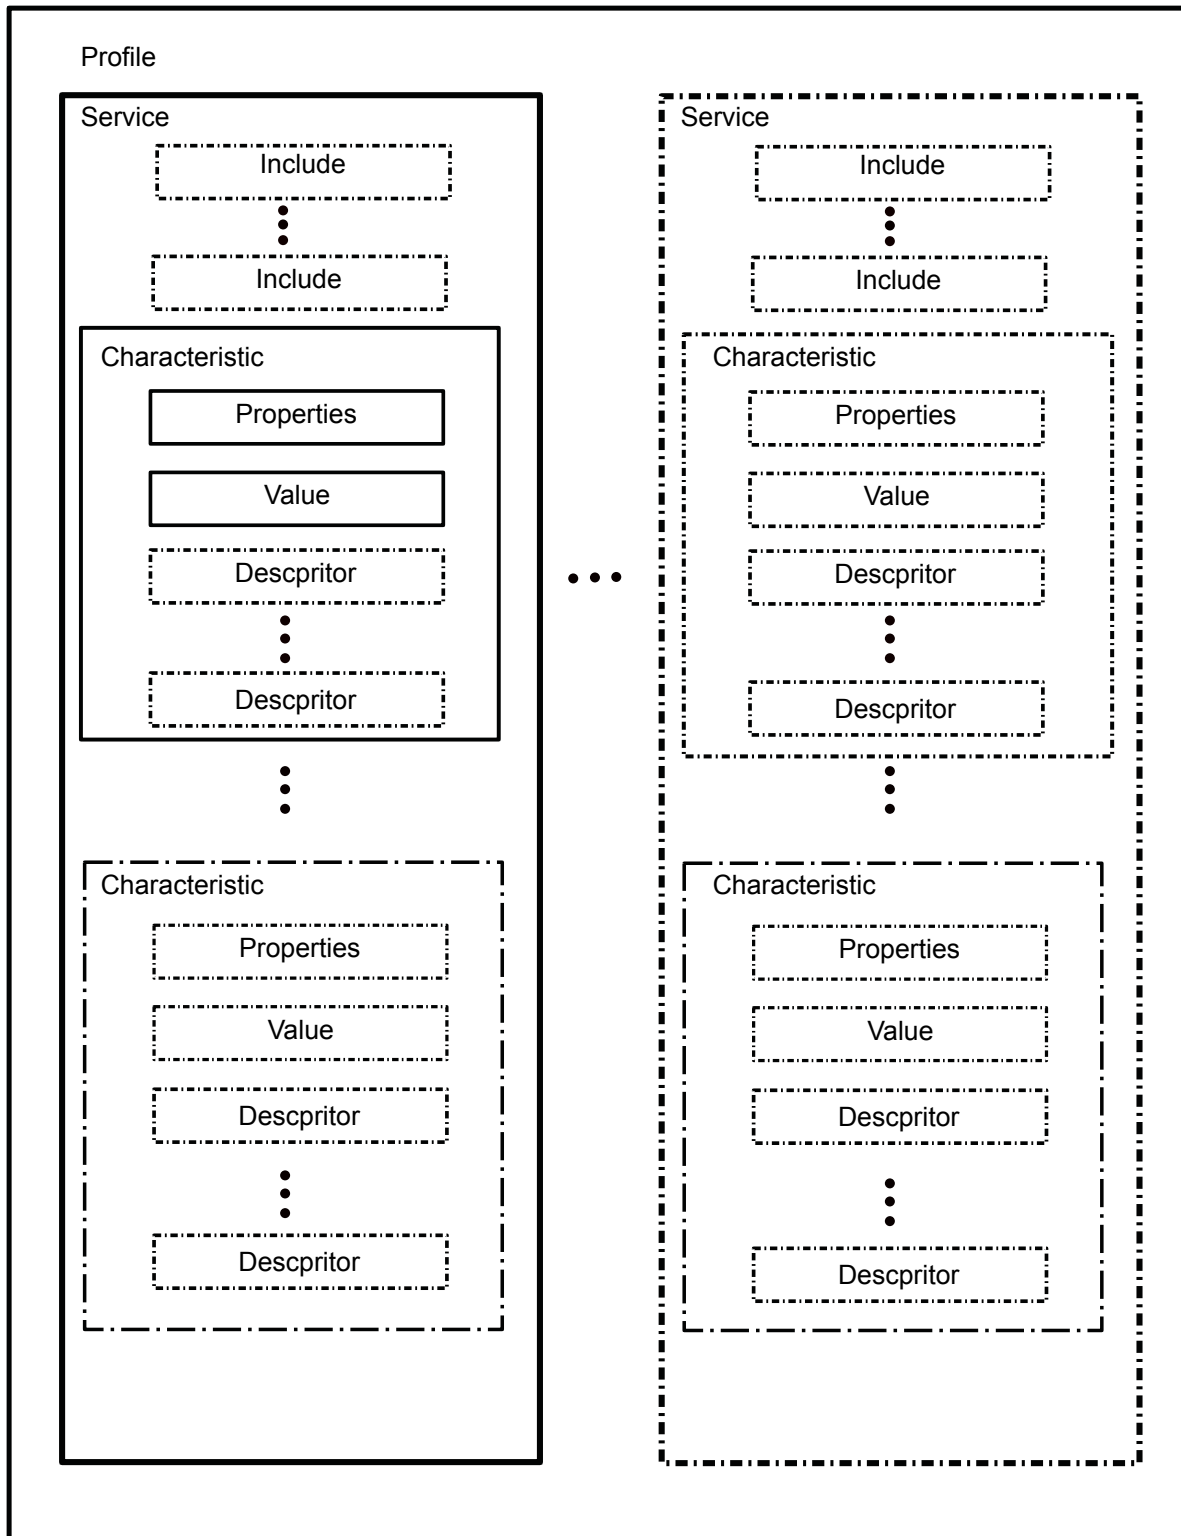 Profile
Service
Include
Include
Characteristic
Properties
Value
Descpritor
Descpritor
Characteristic
Properties
Value
Descpritor
Descpritor
Service
Include
Include
Characteristic
Properties
Value
Descpritor
Descpritor
Characteristic
Properties
Value
Descpritor
Descpritor